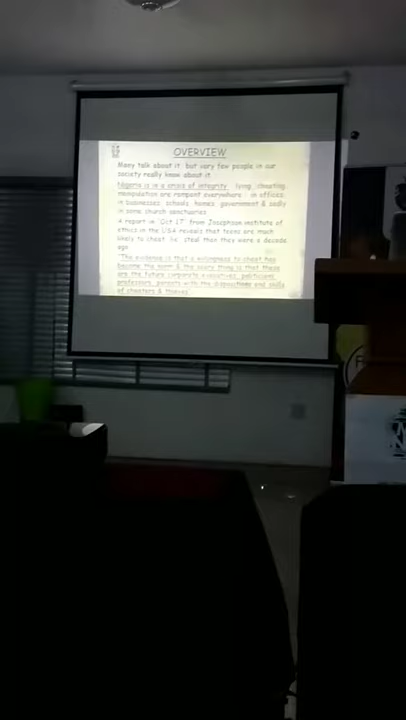 OVERVIEW
Many talk about it, but very few people in our
society really know about it
Nigeria is in a crisis of integrity lying cheating
manipulation are rampant everywhere in offices
in businesses schools homes government & sadly
in some church sanctuaries
A report in "Oct 17" from Josephson institute of
ethics in the USA reveals that teens are much
likely to cheat lie steal than they were a decade
ago
"The evidence is that a willingness to cheat has
become the norm & the scary thing is that these
are the future corporate executives, politicians
professors, parents with the dispositions and skills
of cheaters & thieves"